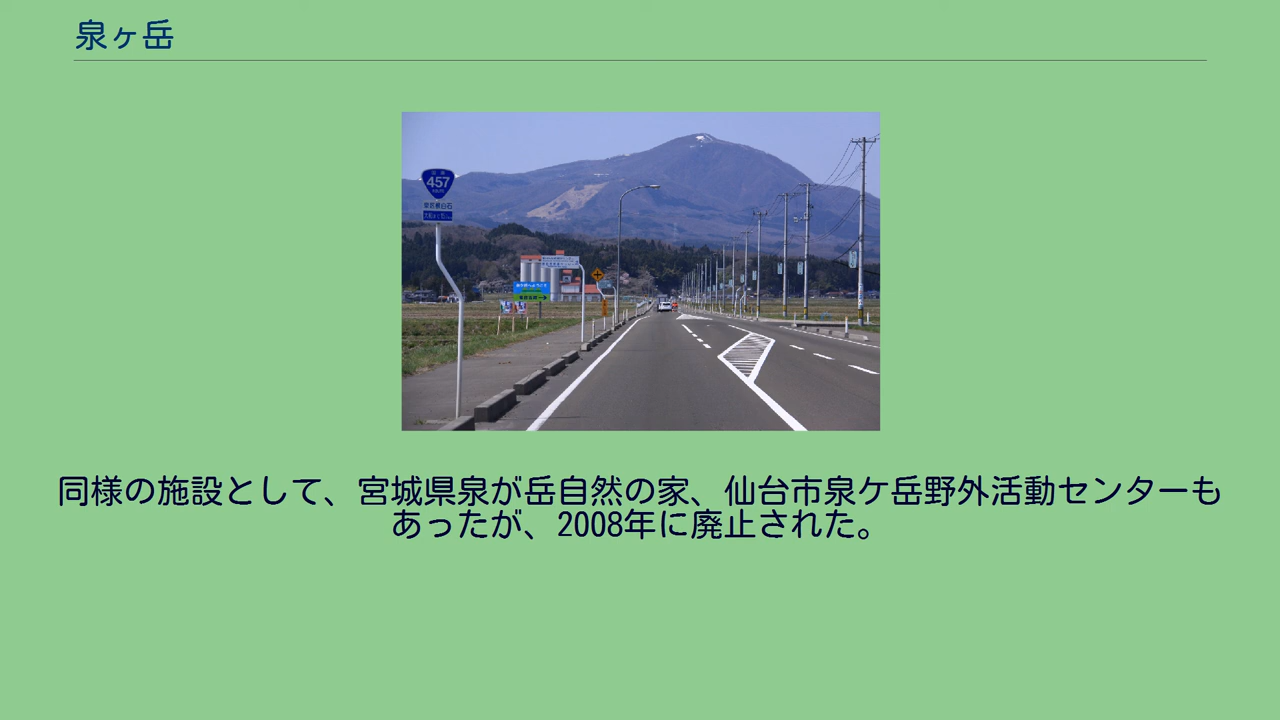 泉ヶ岳
457
同様の施設として、宮城県泉が岳自然の家、仙台市泉ケ岳野外活動センターも
あったが、2008年に廃止された。